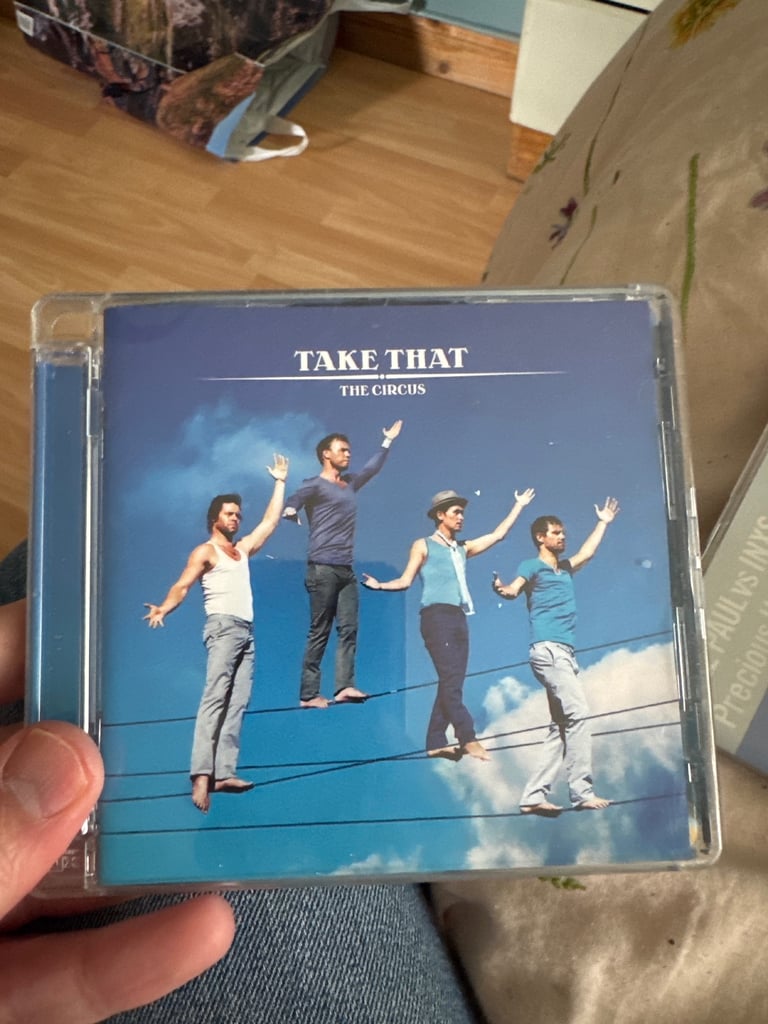 TAKE THAT
THE CIRCUS
PAUL vs INXS
Precious